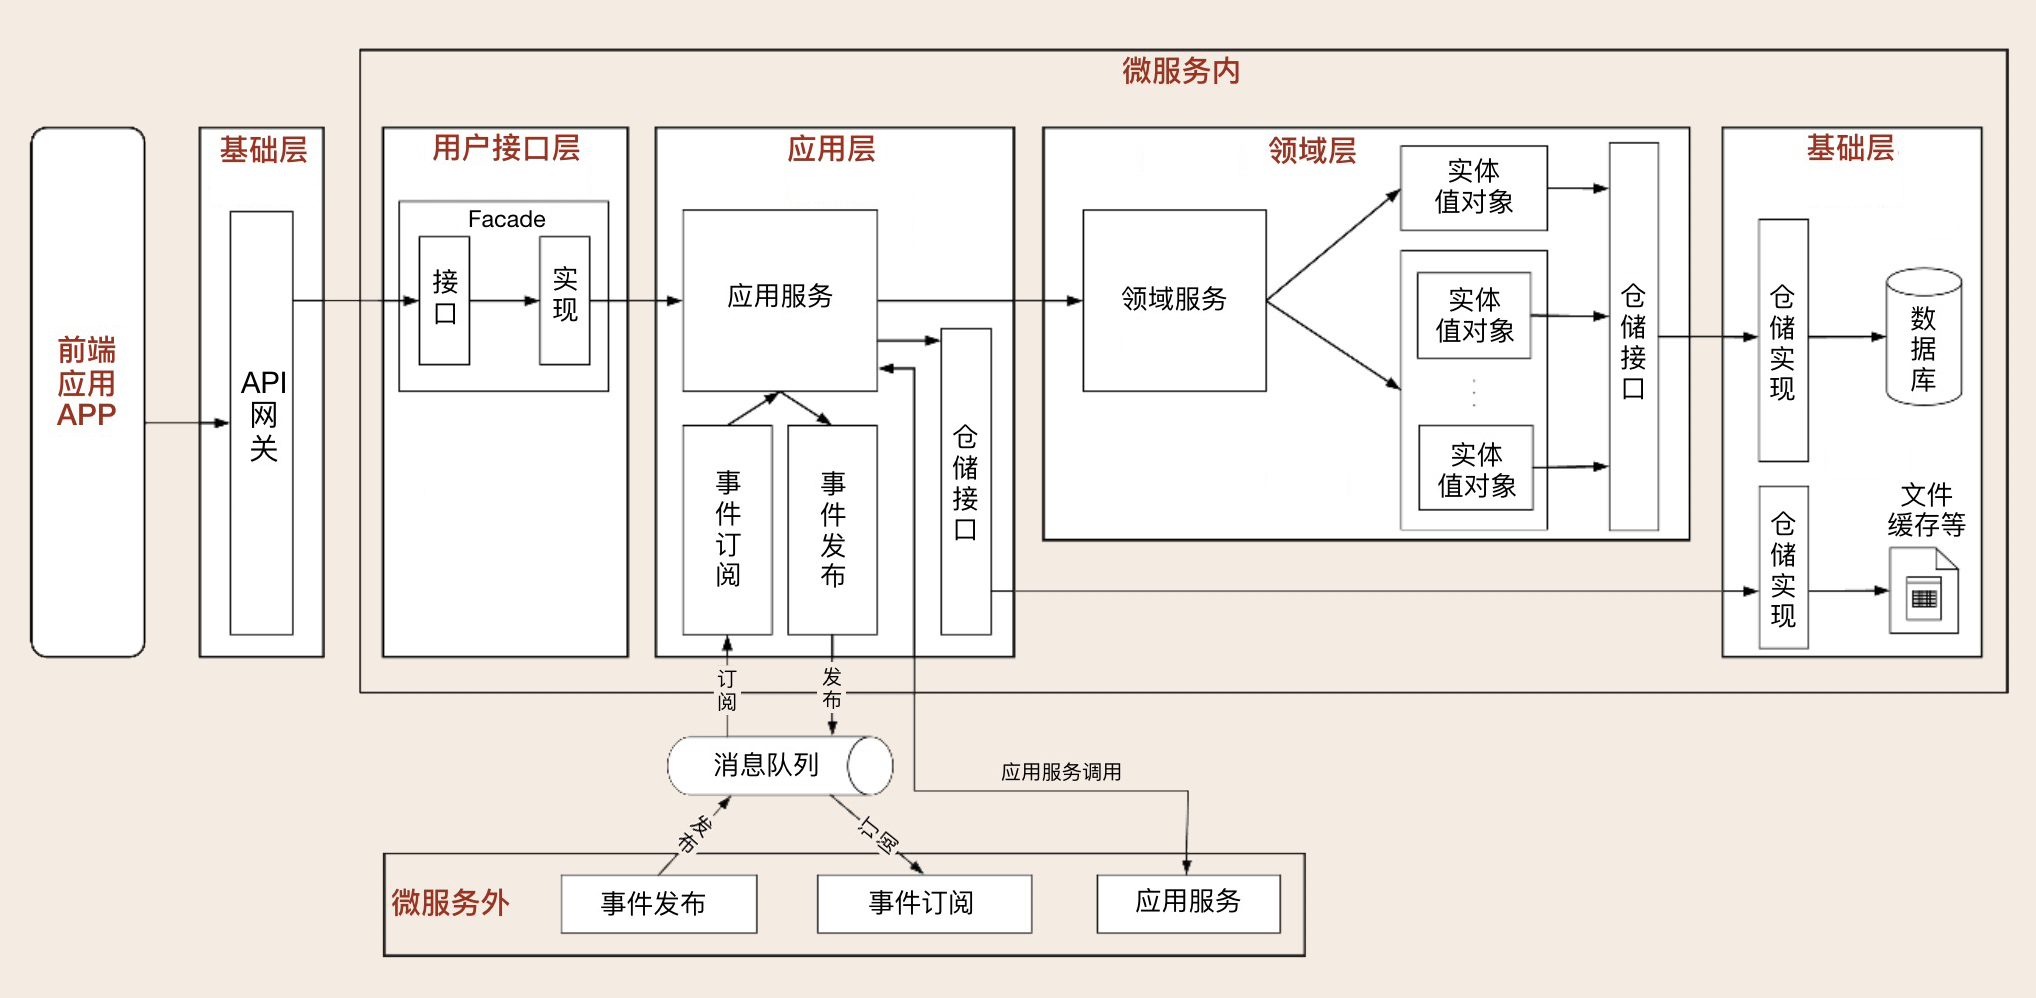 微服务内
前端
应用
APP
基础层
API
网
关
用户接口层
Facade
接
口
实
现
应用层
应用服务
事
件
订
阅
事
件
发
布
仓
储
接
口
领域层
领域服务
实体
值对象
实体
值对象
实体
值对象
仓
储
接
口
基础层
仓
储
实
现
数
据
库
仓
储
实
现
文件
缓存等
订
阅
发
布
消息队列
应用服务调用
发布
订阅
微服务外
事件发布
事件订阅
应用服务